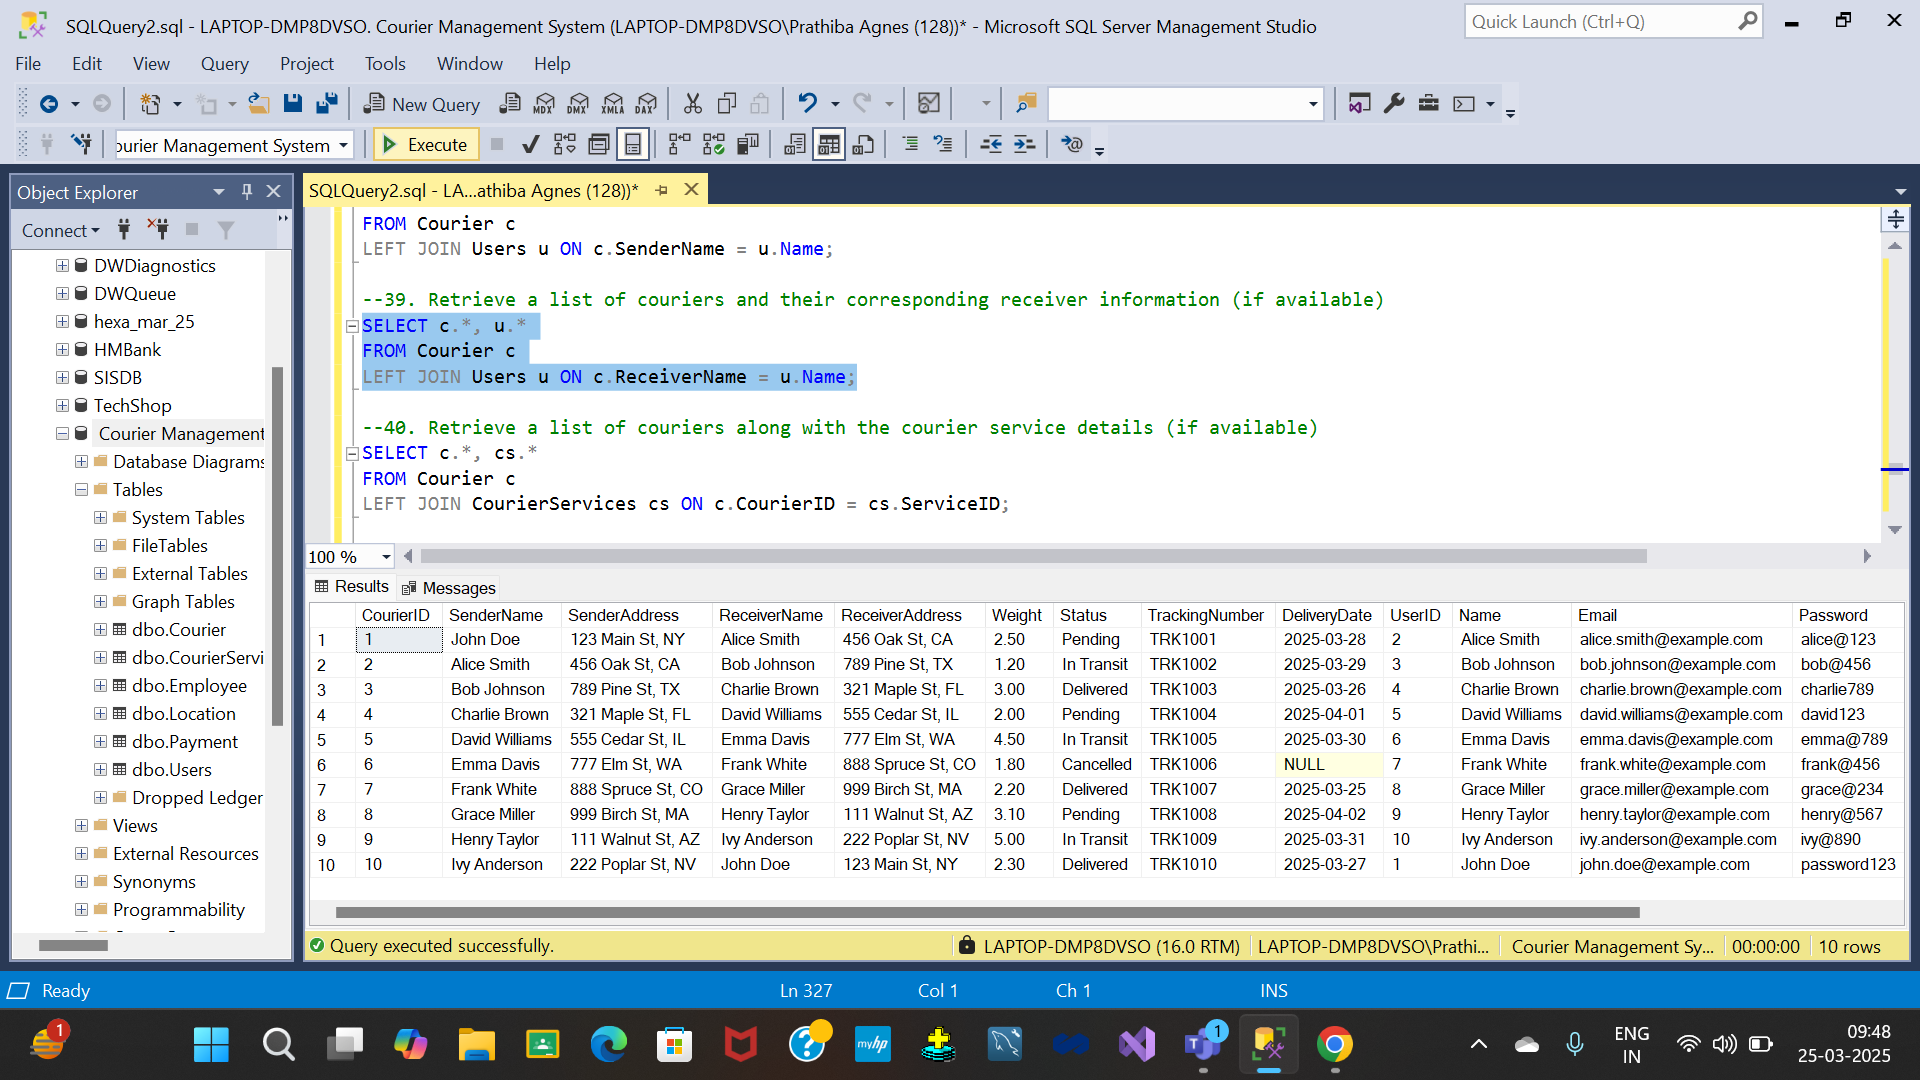 SQLQuery2.sql - LAPTOP-DMP8DVSO. Courier Management System (LAPTOP-DMP8DVSO\Prathiba Agnes (128))* - Microsoft SQL Server Management Studio
Quick Launch (Ctrl+Q)
File Edit View Query Project Tools Window Help
New Query MDX DMX XMLA DAX
ourier Management System Execute
Object Explorer
Connect
DWDiagnostics
DWQueue
hexa_mar_25
HMBank
SISDB
TechShop
Courier Management
Database Diagrams
Tables
System Tables
FileTables
External Tables
Graph Tables
dbo.Courier
dbo.CourierServi
dbo.Employee
dbo.Location
dbo.Payment
dbo.Users
Dropped Ledger
Views
External Resources
Synonyms
Programmability
SQLQuery2.sql - LA...athiba Agnes (128))*
FROM Courier c
LEFT JOIN Users u ON c.SenderName = u.Name;
--39. Retrieve a list of couriers and their corresponding receiver information (if available)
SELECT c.*, u.*
FROM Courier c
LEFT JOIN Users u ON c.ReceiverName = u.Name;
--40. Retrieve a list of couriers along with the courier service details (if available)
SELECT c.*, cs.*
FROM Courier c
LEFT JOIN CourierServices cs ON c.CourierID = cs.ServiceID;
100 %
Results Messages
CourierID SenderName SenderAddress ReceiverName ReceiverAddress Weight Status TrackingNumber DeliveryDate UserID Name Email Password
1 1 John Doe 123 Main St, NY Alice Smith 456 Oak St, CA 2.50 Pending TRK1001 2025-03-28 2 Alice Smith alice.smith@example.com alice@123
2 2 Alice Smith 456 Oak St, CA Bob Johnson 789 Pine St, TX 1.20 In Transit TRK1002 2025-03-29 3 Bob Johnson bob.johnson@example.com bob@456
3 3 Bob Johnson 789 Pine St, TX Charlie Brown 321 Maple St, FL 3.00 Delivered TRK1003 2025-03-26 4 Charlie Brown charlie.brown@example.com charlie789
4 4 Charlie Brown 321 Maple St, FL David Williams 555 Cedar St, IL 2.00 Pending TRK1004 2025-04-01 5 David Williams david.williams@example.com david123
5 5 David Williams 555 Cedar St, IL Emma Davis 777 Elm St, WA 4.50 In Transit TRK1005 2025-03-30 6 Emma Davis emma.davis@example.com emma@789
6 6 Emma Davis 777 Elm St, WA Frank White 888 Spruce St, CO 1.80 Cancelled TRK1006 NULL 7 Frank White frank.white@example.com frank@456
7 7 Frank White 888 Spruce St, CO Grace Miller 999 Birch St, MA 2.20 Delivered TRK1007 2025-03-25 8 Grace Miller grace.miller@example.com grace@234
8 8 Grace Miller 999 Birch St, MA Henry Taylor 111 Walnut St, AZ 3.10 Pending TRK1008 2025-04-02 9 Henry Taylor henry.taylor@example.com henry@567
9 9 Henry Taylor 111 Walnut St, AZ Ivy Anderson 222 Poplar St, NV 5.00 In Transit TRK1009 2025-03-31 10 Ivy Anderson ivy.anderson@example.com ivy@890
10 10 Ivy Anderson 222 Poplar St, NV John Doe 123 Main St, NY 2.30 Delivered TRK1010 2025-03-27 1 John Doe john.doe@example.com password123
Query executed successfully. LAPTOP-DMP8DVSO (16.0 RTM) LAPTOP-DMP8DVSO\Prathi... Courier Management Sy... 00:00:00 10 rows
Ready Ln 327 Col 1 Ch 1 INS
1 myhp 1
ENG
IN
09:48
25-03-2025